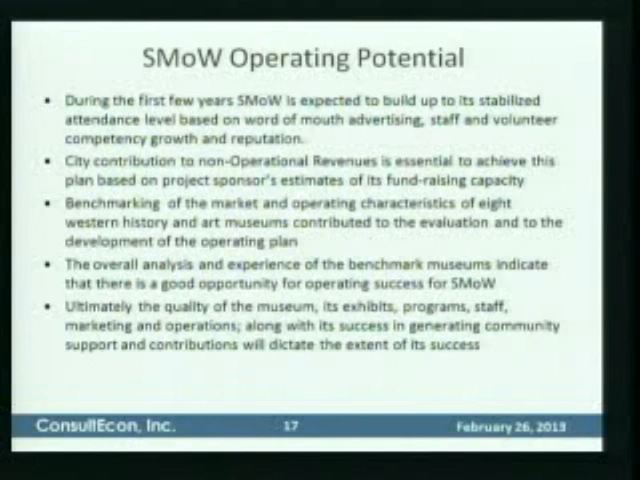 SMoW Operating Potential
• During the first few years SMoW is expected to build up to its stabilized
attendance level based on word of mouth advertising, staff and volunteer
competency growth and reputation.
• City contribution to non-Operational Revenues is essential to achieve this
plan based on project sponsor's estimates of its fund-raising capacity
• Benchmarking of the market and operating characteristics of eight
western history and art museums contributed to the evaluation and to the
development of the operating plan
• The overall analysis and experience of the benchmark museums indicate
that there is a good opportunity for operating success for SMoW
• Ultimately the quality of the museum, its exhibits, programs, staff,
marketing and operations; along with its success in generating community
support and contributions will dictate the extent of its success
ConsultEcon, Inc. 17 February 26, 2013